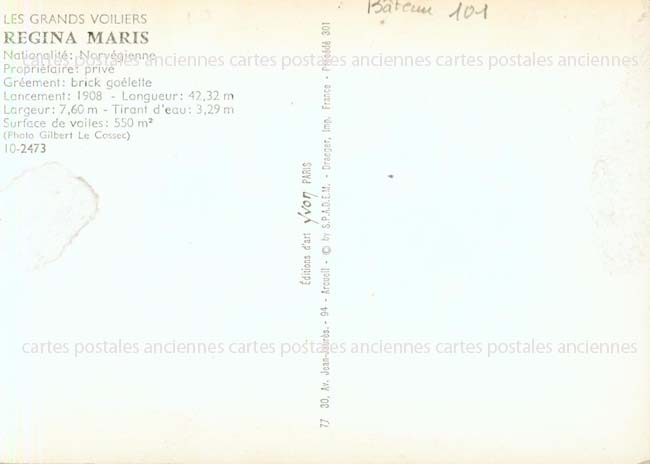 LES GRANDS VOILIERS
REGINA MARIS
Nationalité: Norvégienne
Propriétaire: privé
Gréement: brick goélette
Lancement: 1908 - Longueur: 42,32 m
Largeur: 7,60 m - Tirant d'eau: 3,29 m
Surface de voiles: 550 m²
(Photo Gilbert Le Cossec)
10-2473
Bâteau 101
Éditions d'art yvon PARIS
77 30, Av. Jean-Jaurès. - 94 - Arcueil - © by S.P.A.D.E.M. - Draeger, Imp. France - Procédé 301
cartes postales anciennes cartes postales anciennes cartes postales anciennes
cartes postales anciennes cartes postales anciennes cartes postales anciennes